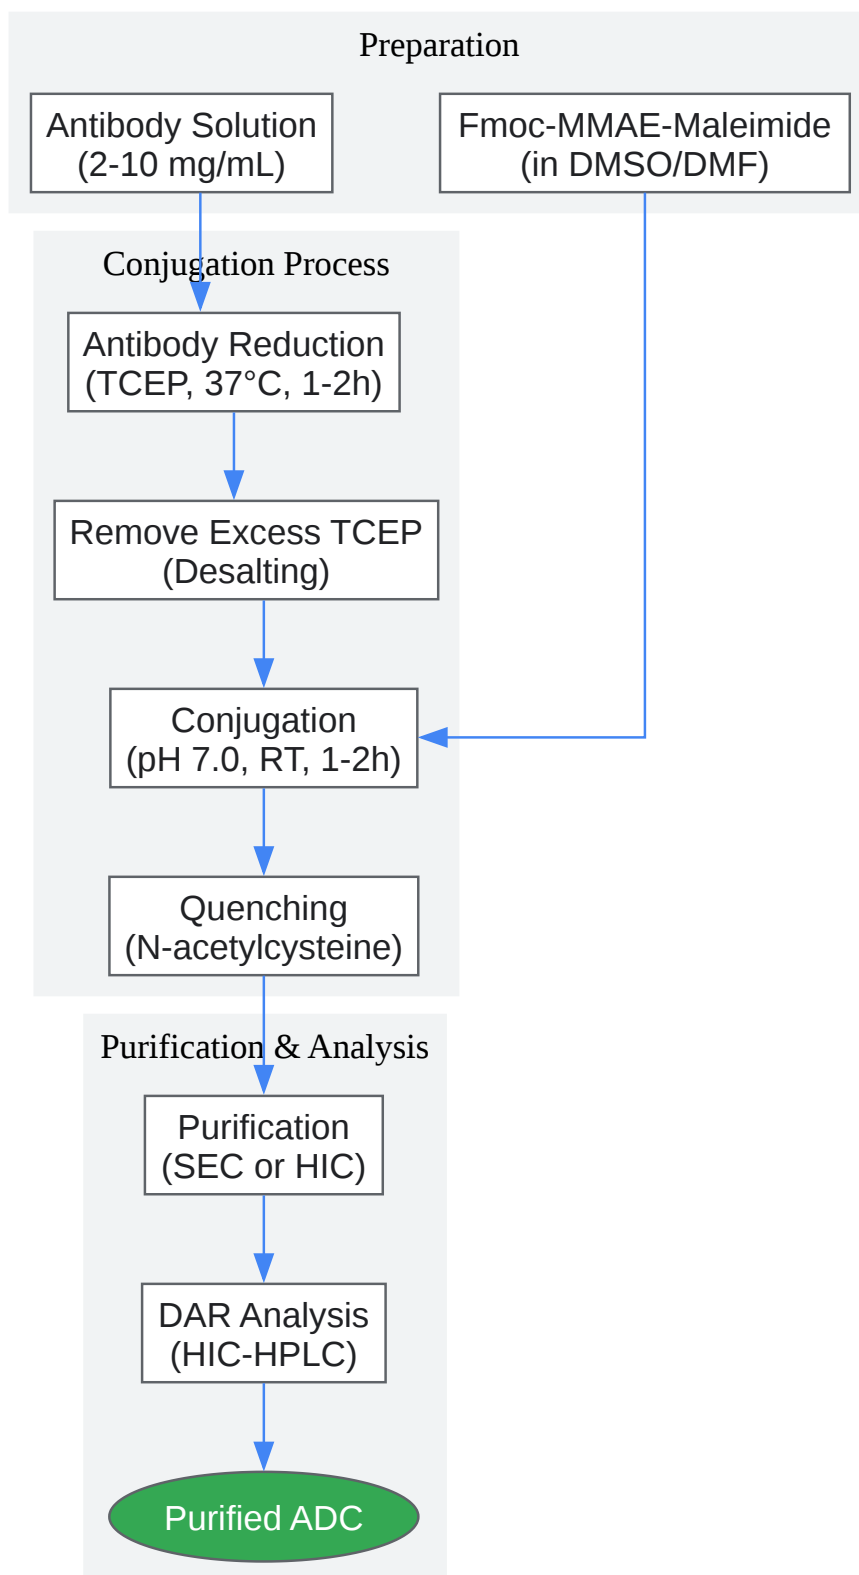 Preparation
Antibody Solution
(2-10 mg/mL)
Fmoc-MMAE-Maleimide
(in DMSO/DMF)
Conjugation Process
Antibody Reduction
(TCEP, 37°C, 1-2h)
Remove Excess TCEP
(Desalting)
Conjugation
(pH 7.0, RT, 1-2h)
Quenching
(N-acetylcysteine)
Purification & Analysis
Purification
(SEC or HIC)
DAR Analysis
(HIC-HPLC)
Purified ADC